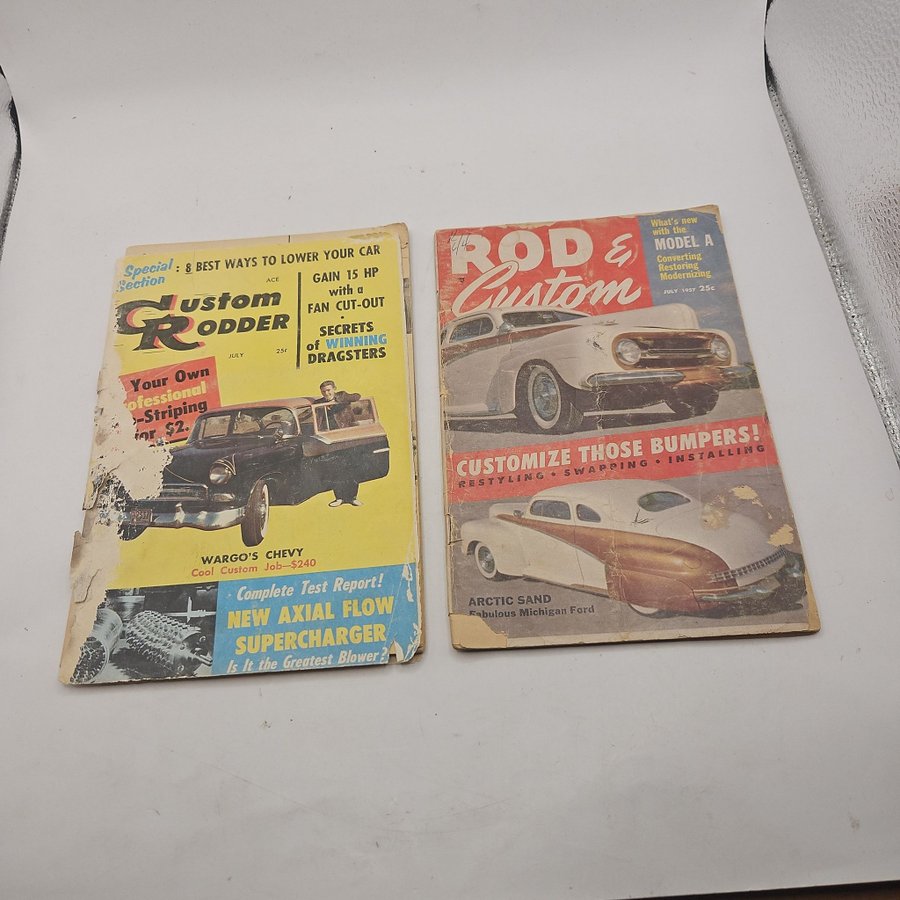 Special
Section : 8 BEST WAYS TO LOWER YOUR CAR
ACE
Custom
RODDER
JULY 25¢
GAIN 15 HP
with a
FAN CUT-OUT
•
SECRETS
of WINNING
DRAGSTERS
Your Own
ofessional
-Striping
or $2.
WARGO'S CHEVY
Cool Custom Job—$240
Complete Test Report!
NEW AXIAL FLOW
SUPERCHARGER
Is It the Greatest Blower?
ROD &
Custom
What's new
with the
MODEL A
Converting
Restoring
Modernizing
JULY 1957 25c
CUSTOMIZE THOSE BUMPERS!
RESTYLING • SWAPPING • INSTALLING
ARCTIC SAND
Fabulous Michigan Ford